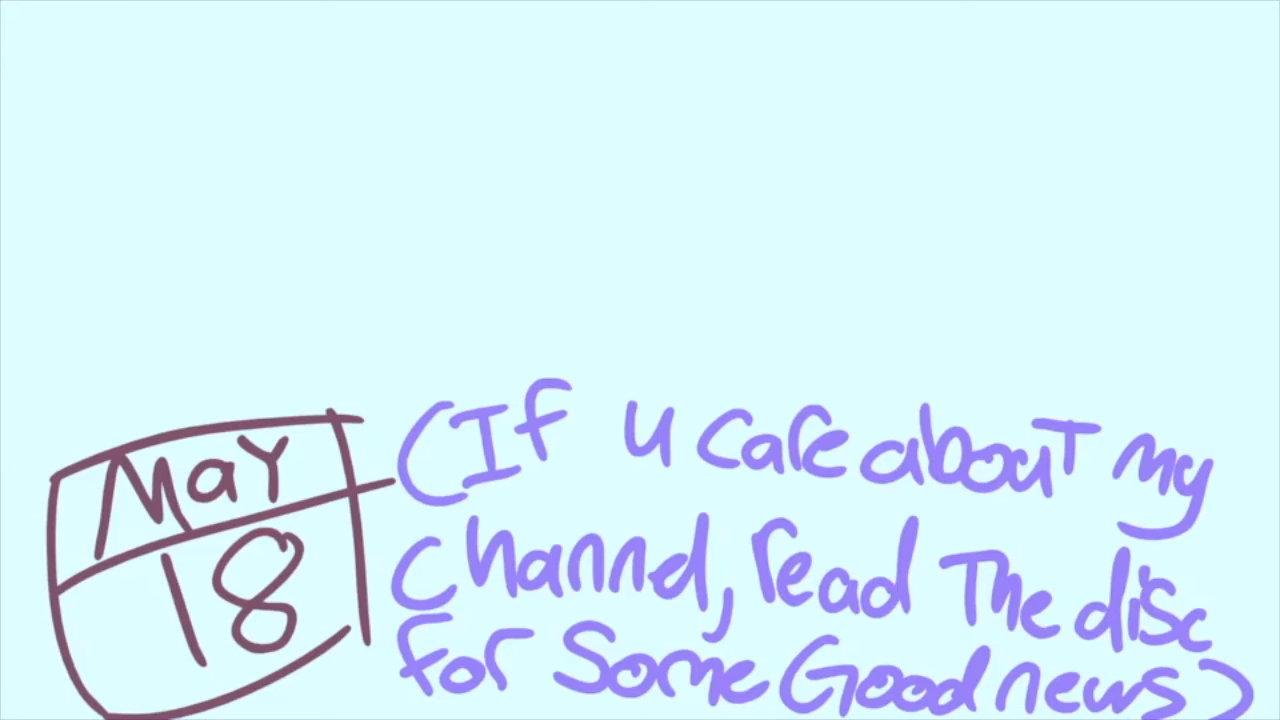 May
18
(If u care about my
channel, read The disc
for Some Good news)